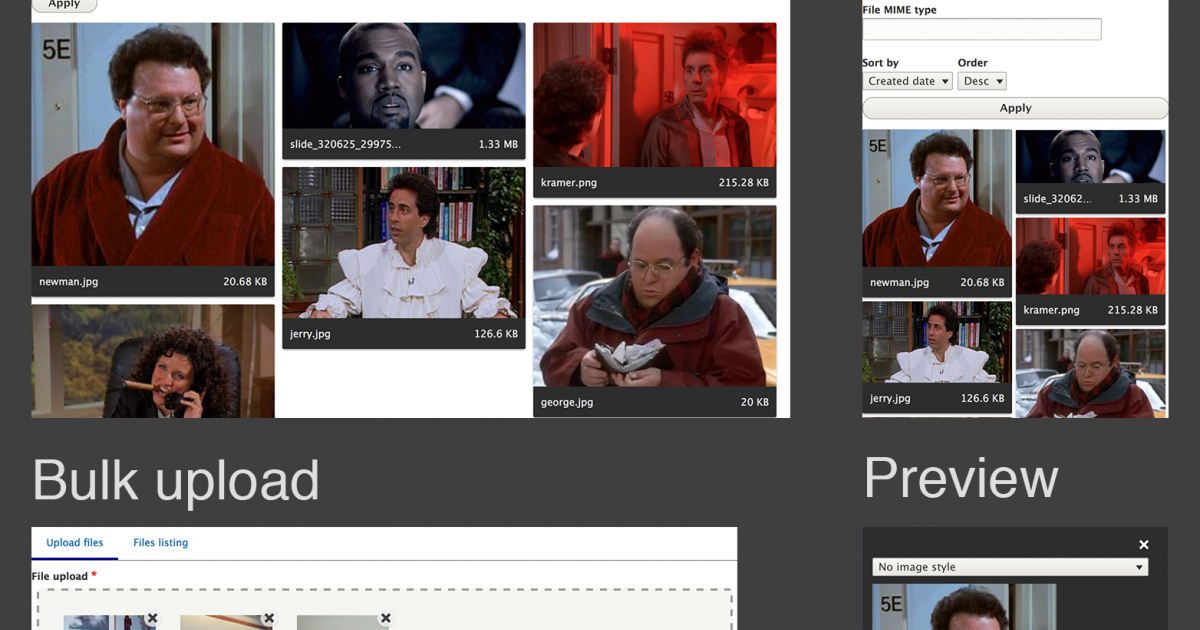 Apply
5E
slide_320625_29975... 1.33 MB
kramer.png 215.28 KB
newman.jpg 20.68 KB
jerry.jpg 126.6 KB
george.jpg 20 KB
File MIME type
Sort by Order
Created date Desc
Apply
5E
slide_32062... 1.33 MB
newman.jpg 20.68 KB
kramer.png 215.28 KB
jerry.jpg 126.6 KB
Bulk upload
Upload files Files listing
File upload *
Preview
No image style
5E